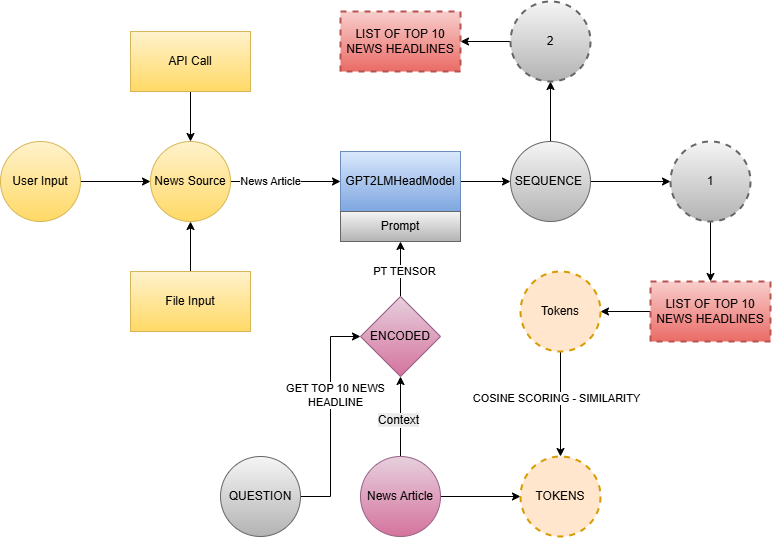 LIST OF TOP 10
NEWS HEADLINES
2
API Call
User Input
News Source
News Article
GPT2LMHeadModel
SEQUENCE
1
Prompt
PT TENSOR
File Input
Tokens
LIST OF TOP 10
NEWS HEADLINES
ENCODED
GET TOP 10 NEWS
HEADLINE
COSINE SCORING - SIMILARITY
Context
QUESTION
News Article
TOKENS